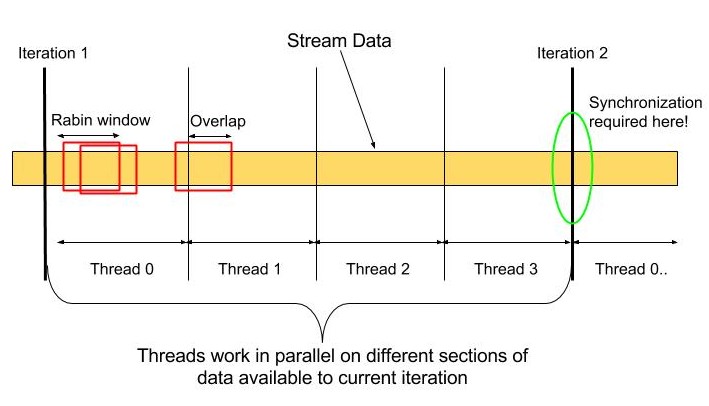 Stream Data
Iteration 1
Iteration 2
Rabin window
Overlap
Synchronization
required here!
Thread 0
Thread 1
Thread 2
Thread 3
Thread 0..
Threads work in parallel on different sections of
data available to current iteration